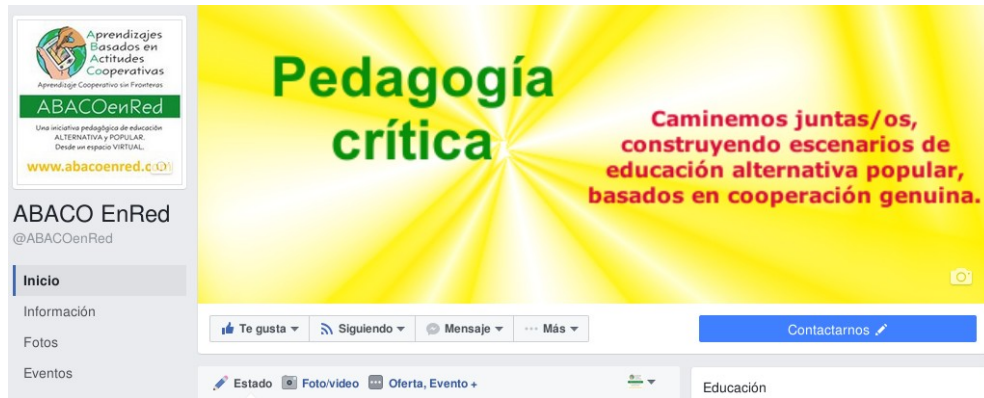 Aprendizajes
Basados en
Actitudes
Cooperativas
Aprendizaje Cooperativo sin Fronteras
ABACOenRed
Una iniciativa pedagógica de educación
ALTERNATIVA y POPULAR.
Desde un espacio VIRTUAL.
www.abacoenred.com
ABACO EnRed
@ABACOenRed
Inicio
Información
Fotos
Eventos
Pedagogía
crítica
Caminemos juntas/os,
construyendo escenarios de
educación alternativa popular,
basados en cooperación genuina.
Te gusta Siguiendo Mensaje Más
Contactarnos
Estado Foto/video Oferta, Evento +
Educación